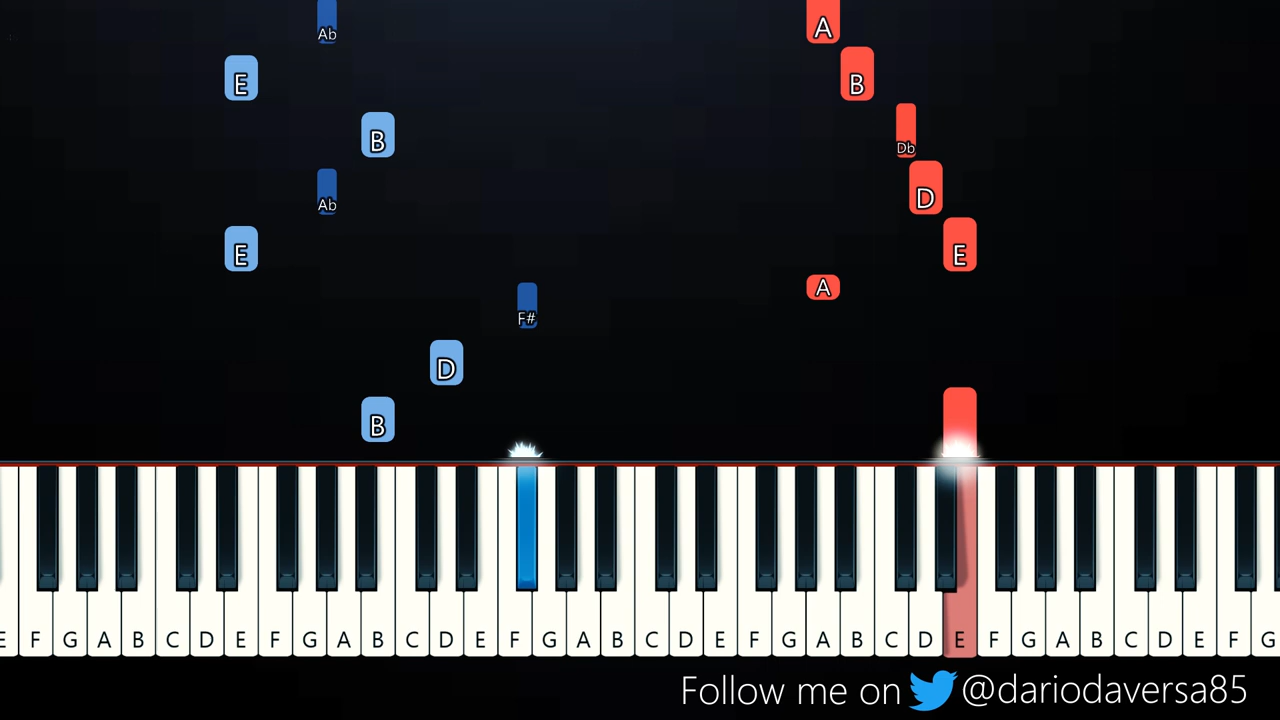 Ab A
E B
B Db
Ab D
E E
A
F#
D
B
E F G A B C D E F G A B C D E F G A B C D E F G A B C D E F G A B C D E F G
Follow me on @dariodaversa85